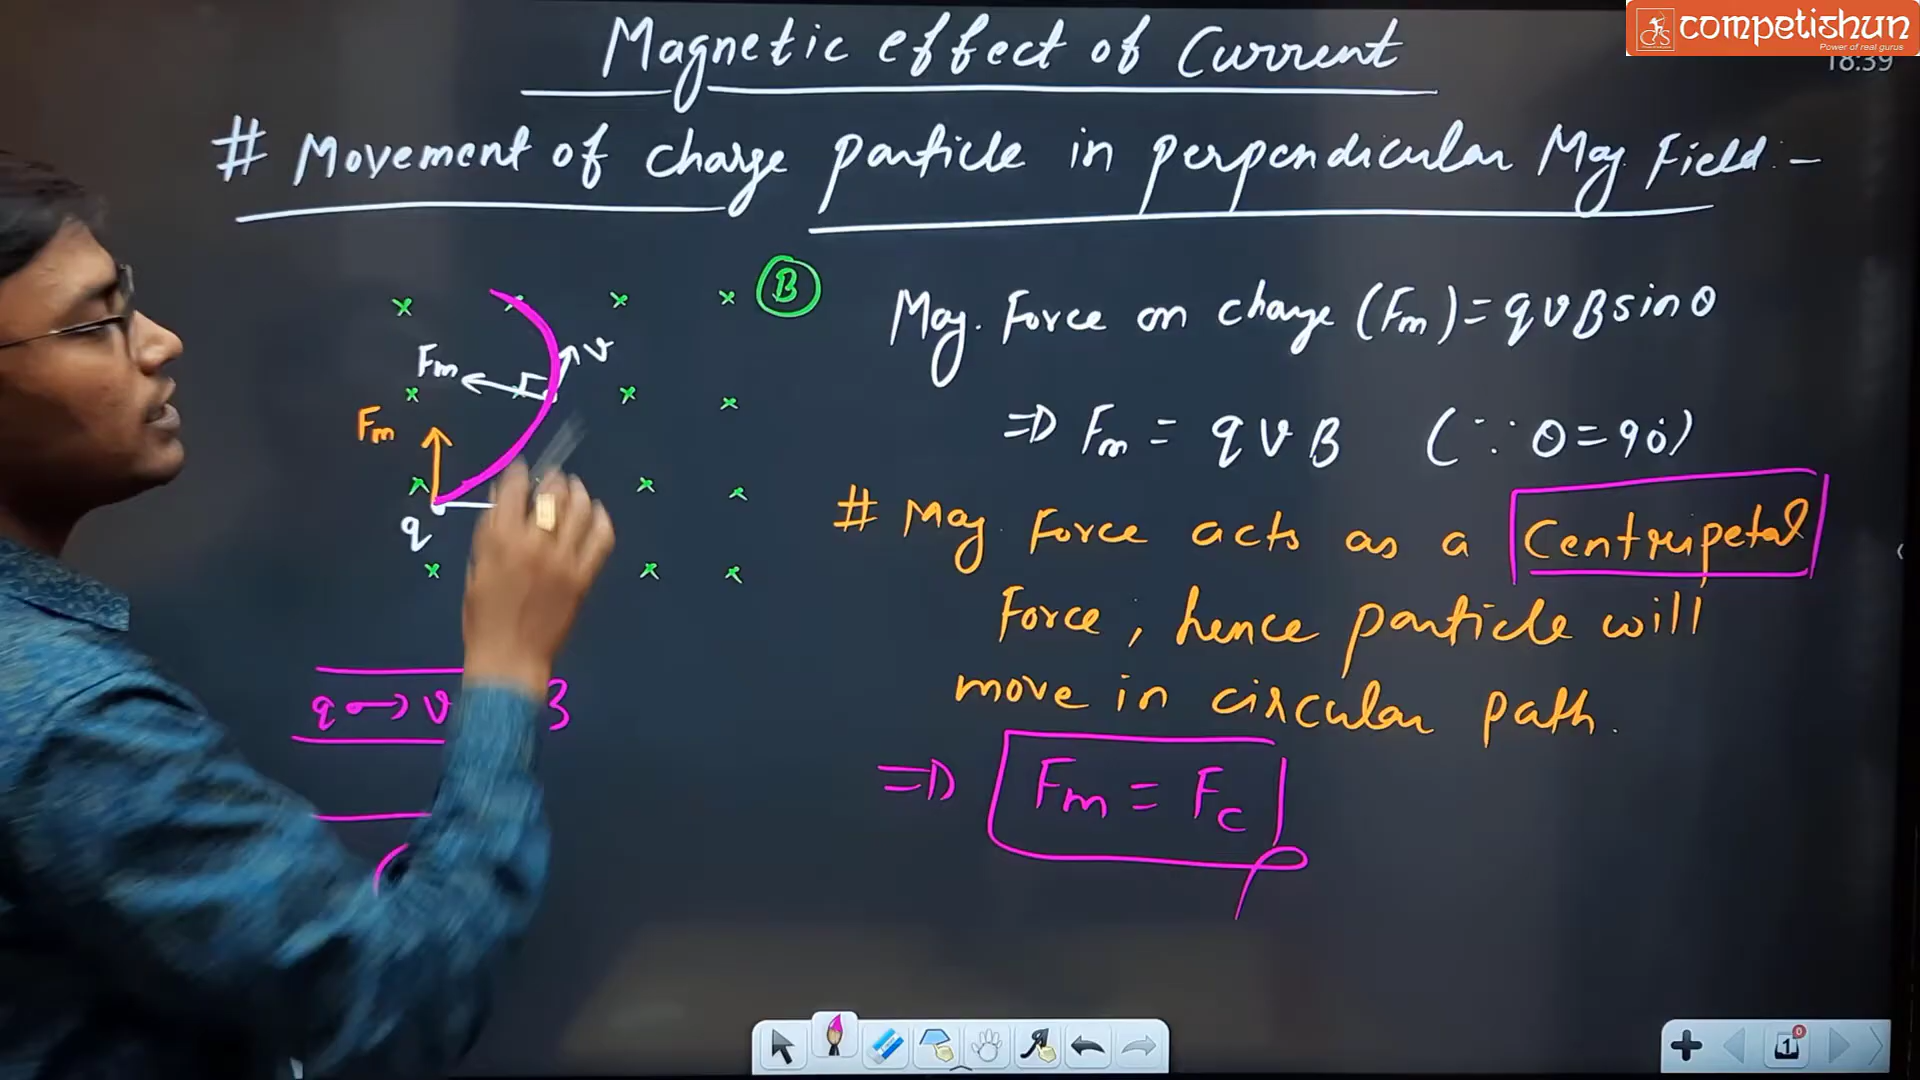 competishun
Power of real gurus
18:39
Magnetic effect of Current
# Movement of charge particle in perpendicular Mag. Field :-
B
Mag. Force on charge (Fm) = qvBsinθ
v
Fm
Fm
q
⇒ Fm = qvB (∵ θ=90°)
# Mag. Force acts as a Centripetal
Force, hence particle will
move in circular path.
q → v B
⇒ Fm = Fc
1
0